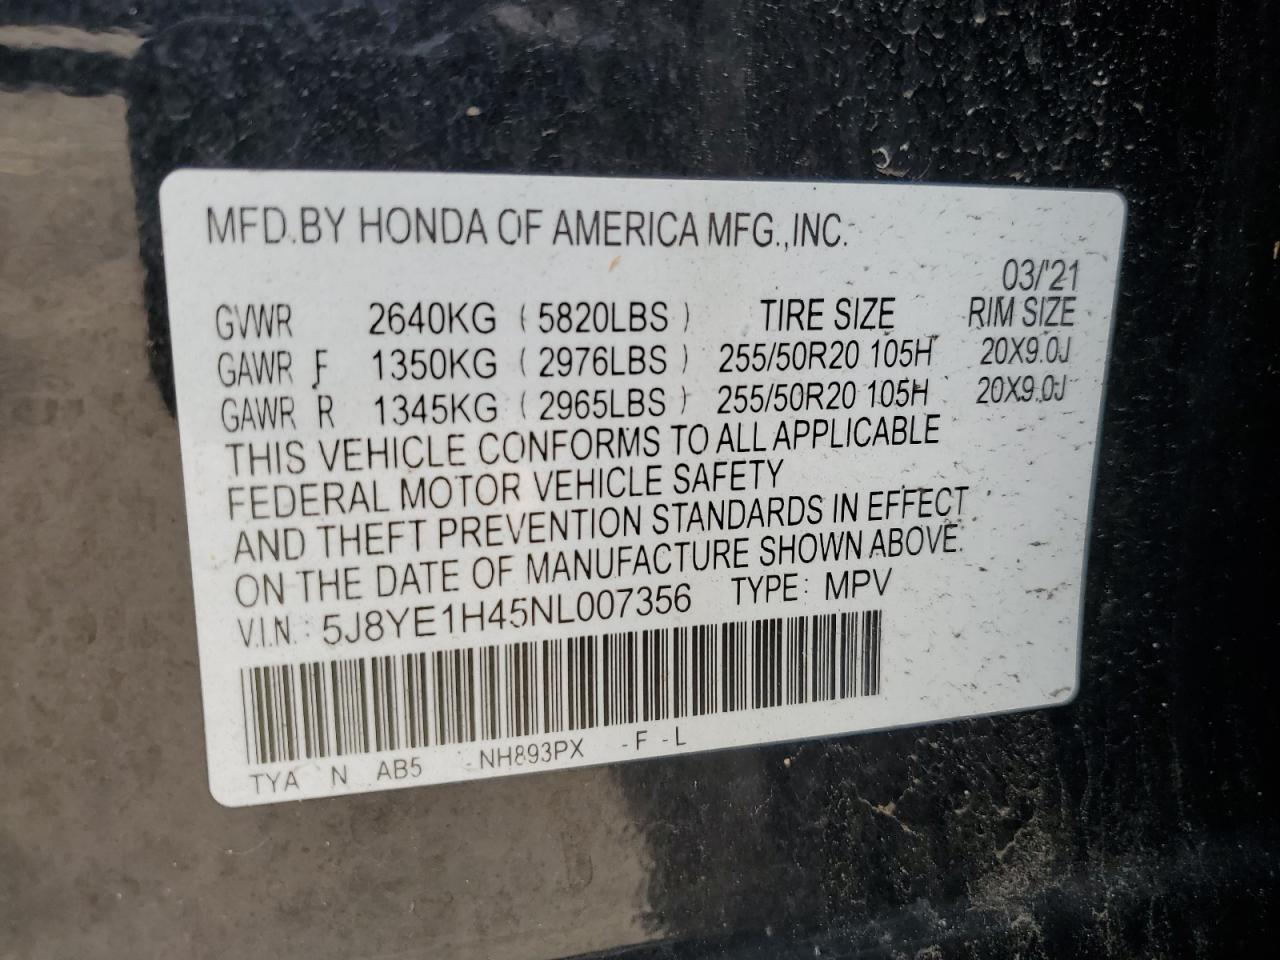 MFD.BY HONDA OF AMERICA MFG.,INC.
03/'21
GVWR 2640KG (5820LBS) TIRE SIZE RIM SIZE
GAWR F 1350KG (2976LBS) 255/50R20 105H 20X9.0J
GAWR R 1345KG (2965LBS) 255/50R20 105H 20X9.0J
THIS VEHICLE CONFORMS TO ALL APPLICABLE
FEDERAL MOTOR VEHICLE SAFETY
AND THEFT PREVENTION STANDARDS IN EFFECT
ON THE DATE OF MANUFACTURE SHOWN ABOVE.
V.I.N.: 5J8YE1H45NL007356 TYPE: MPV
TYA N AB5 -NH893PX -F -L